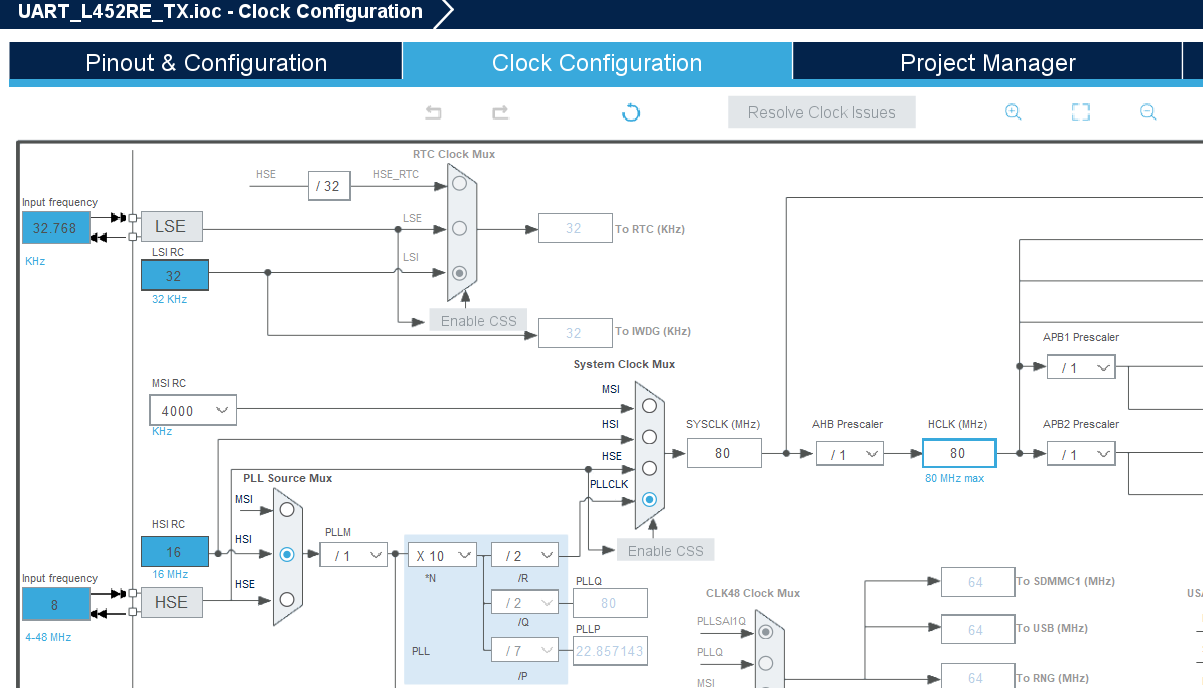 UART_L452RE_TX.ioc - Clock Configuration
Pinout & Configuration
Clock Configuration
Project Manager
Resolve Clock Issues
RTC Clock Mux
HSE
/ 32
HSE_RTC
Input frequency
32.768
KHz
LSE
LSE
32
To RTC (KHz)
LSI RC
32
32 KHz
LSI
Enable CSS
32
To IWDG (KHz)
System Clock Mux
MSI RC
4000
KHz
MSI
HSI
HSE
PLLCLK
SYSCLK (MHz)
80
AHB Prescaler
/ 1
HCLK (MHz)
80
80 MHz max
APB1 Prescaler
/ 1
APB2 Prescaler
/ 1
PLL Source Mux
MSI
HSI RC
16
16 MHz
HSI
HSE
PLLM
/ 1
X 10
*N
/ 2
/R
/ 2
/Q
/ 7
/P
PLL
PLLQ
80
PLLP
22.857143
Enable CSS
Input frequency
8
4-48 MHz
HSE
CLK48 Clock Mux
PLLSAI1Q
PLLQ
MSI
64
To SDMMC1 (MHz)
64
To USB (MHz)
64
To RNG (MHz)